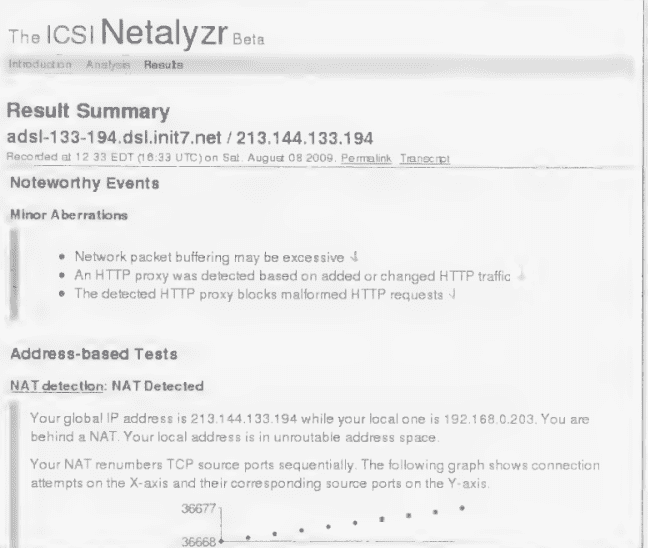 The ICSI Netalyzr Beta
Introduction Analysis Results
Result Summary
adsl-133-194.dsl.init7.net / 213.144.133.194
Recorded at 12:33 EDT (16:33 UTC) on Sat, August 08 2009. Permalink Transcript
Noteworthy Events
Minor Aberrations
• Network packet buffering may be excessive ↓
• An HTTP proxy was detected based on added or changed HTTP traffic ↓
• The detected HTTP proxy blocks malformed HTTP requests ↓
Address-based Tests
NAT detection: NAT Detected
Your global IP address is 213.144.133.194 while your local one is 192.168.0.203. You are
behind a NAT. Your local address is in unroutable address space.
Your NAT renumbers TCP source ports sequentially. The following graph shows connection
attempts on the X-axis and their corresponding source ports on the Y-axis.
36677
36668